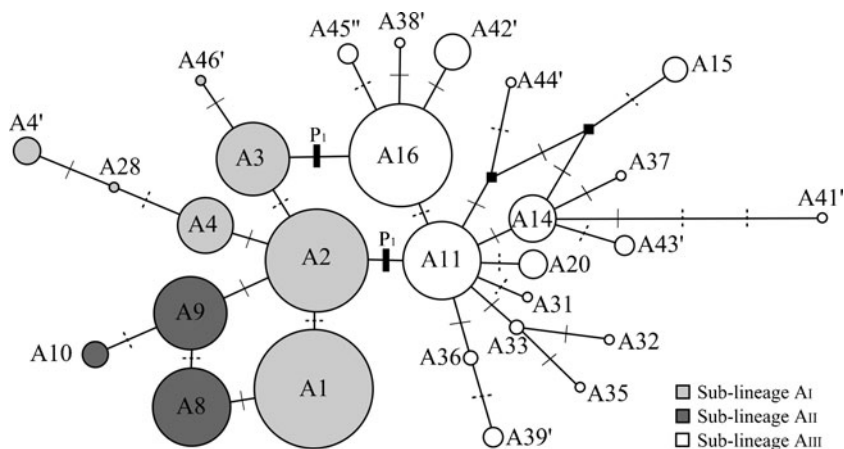 A38'
A45"
A42'
A46'
A44'
A15
A4'
P1
A3
A16
A28
A37
A4
A14
A41'
P1
A43'
A2
A11
A20
A9
A31
A33
A32
A10
A36
A35
A1
A8
Sub-lineage AI
Sub-lineage AII
A39'
Sub-lineage AIII